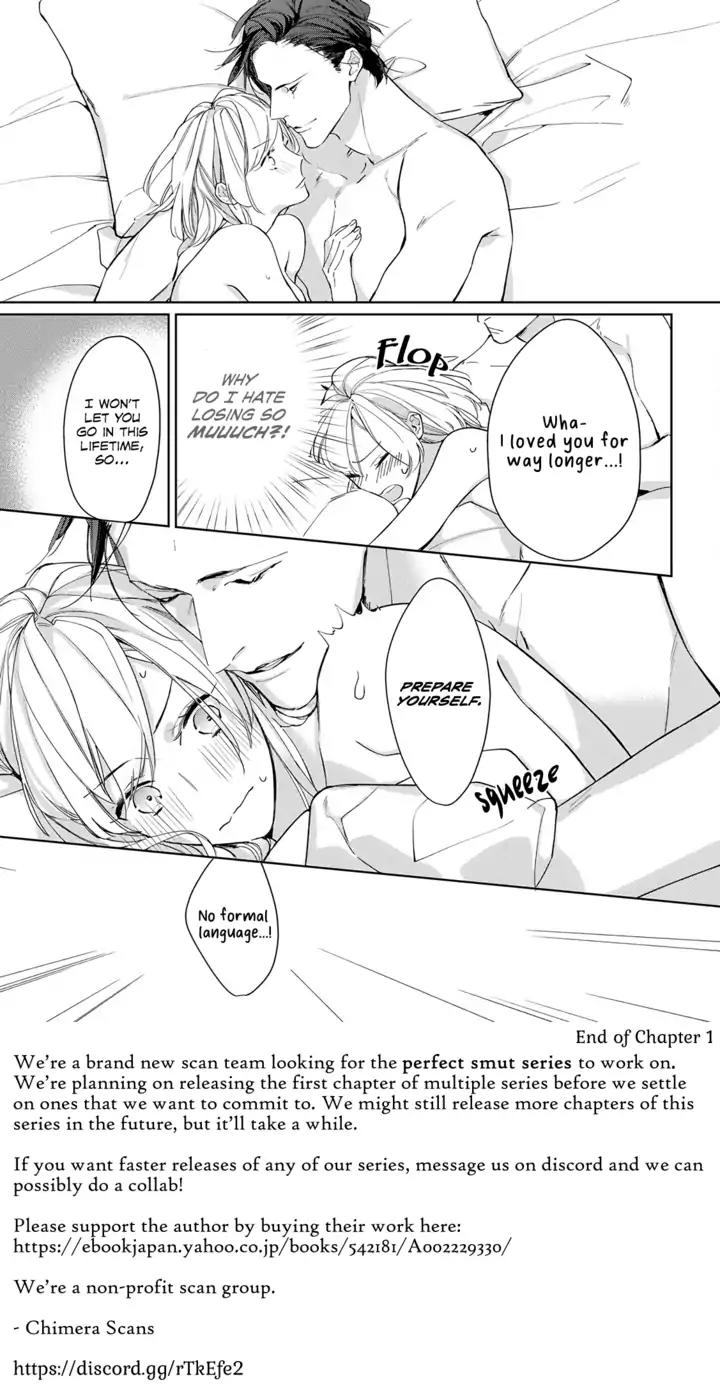 Wha-
I loved you for
way longer...!
Flop
WHY
DO I HATE
LOSING SO
MUUUCH?!
I WON'T
LET YOU
GO IN THIS
LIFETIME,
SO...
PREPARE
YOURSELF.
squeeze
No formal
language...!
End of Chapter 1
We're a brand new scan team looking for the perfect smut series to work on.
We're planning on releasing the first chapter of multiple series before we settle
on ones that we want to commit to. We might still release more chapters of this
series in the future, but it'll take a while.
If you want faster releases of any of our series, message us on discord and we can
possibly do a collab!
Please support the author by buying their work here:
https://ebookjapan.yahoo.co.jp/books/542181/A002229330/
We're a non-profit scan group.
- Chimera Scans
https://discord.gg/rTkEfe2